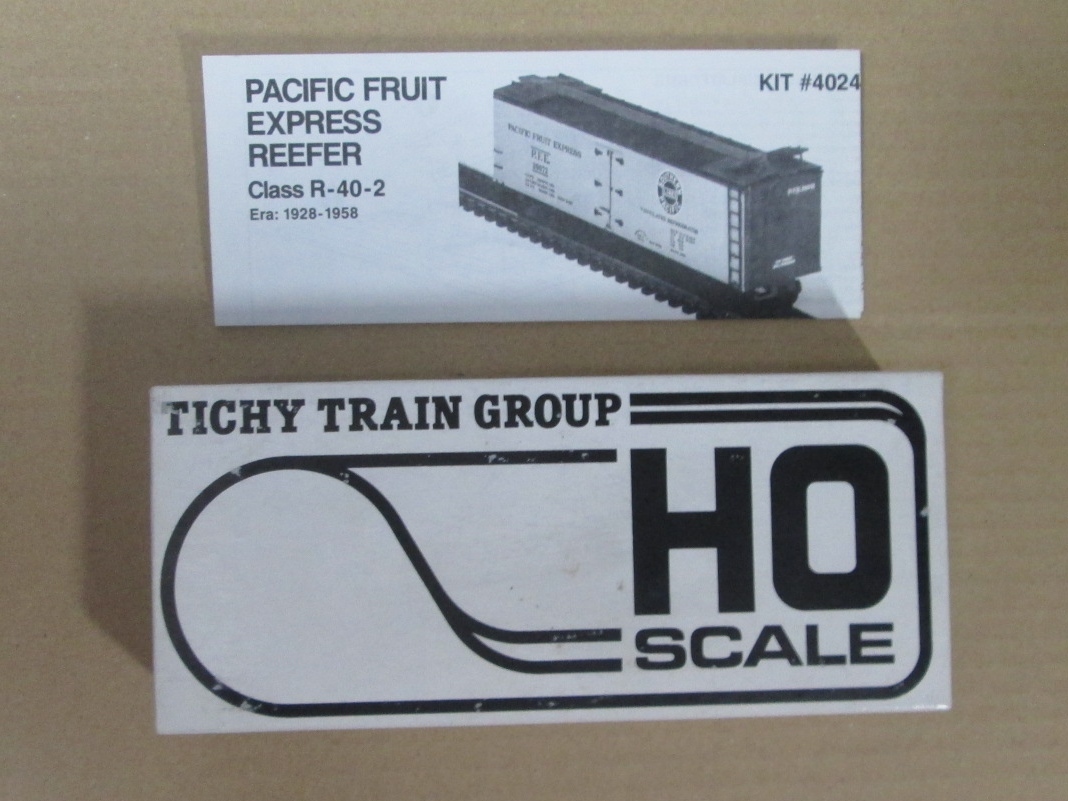 PACIFIC FRUIT
EXPRESS
REEFER
Class R-40-2
Era: 1928-1958
KIT #4024
PACIFIC FRUIT EXPRESS
P.F.E.
TICHY TRAIN GROUP
HO
SCALE